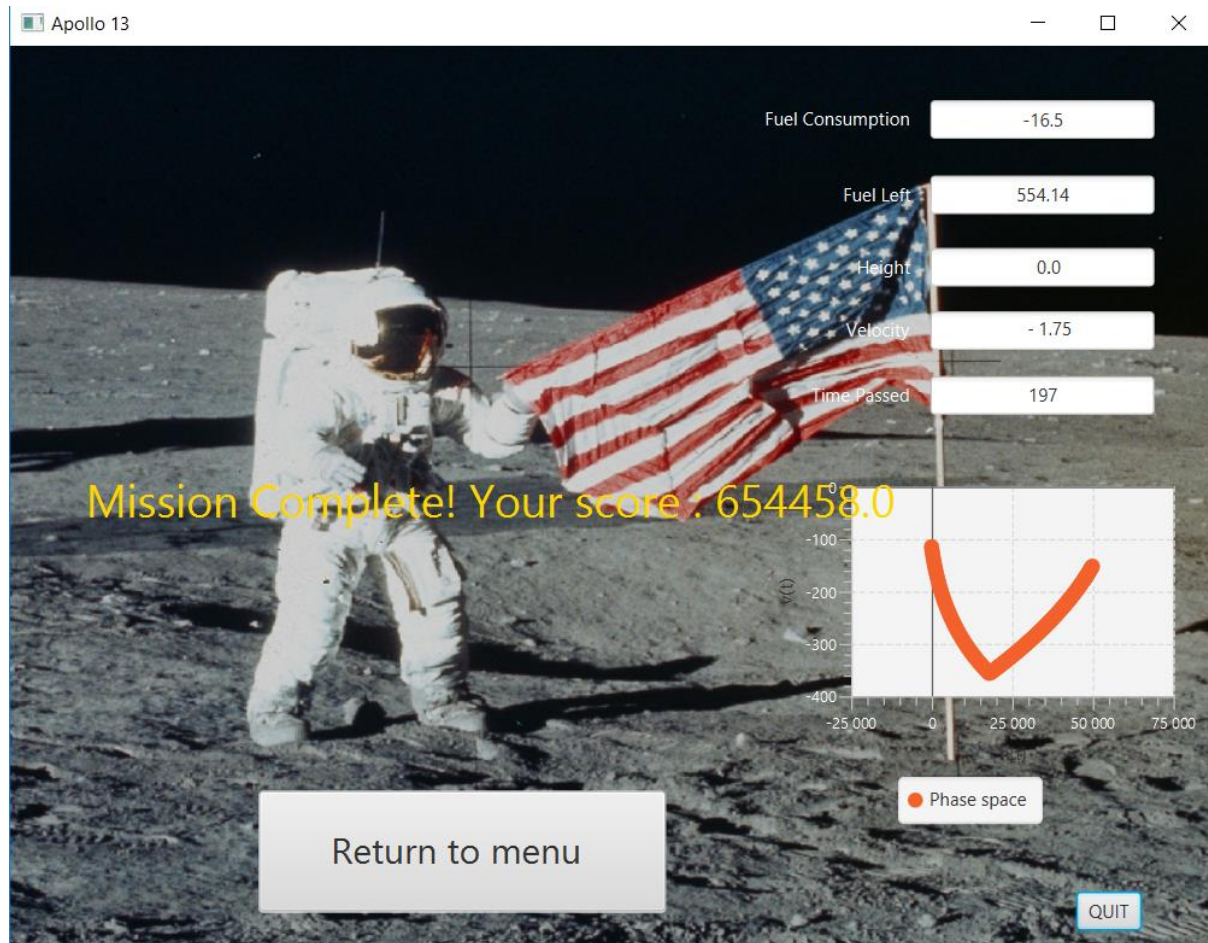 Apollo 13
Fuel Consumption -16.5
Fuel Left 554.14
Height 0.0
Velocity - 1.75
Time Passed 197
Mission Complete! Your score : 654458.0
0
-100
-200
-300
-400
v(t)
-25 000 0 25 000 50 000 75 000
Phase space
Return to menu
QUIT